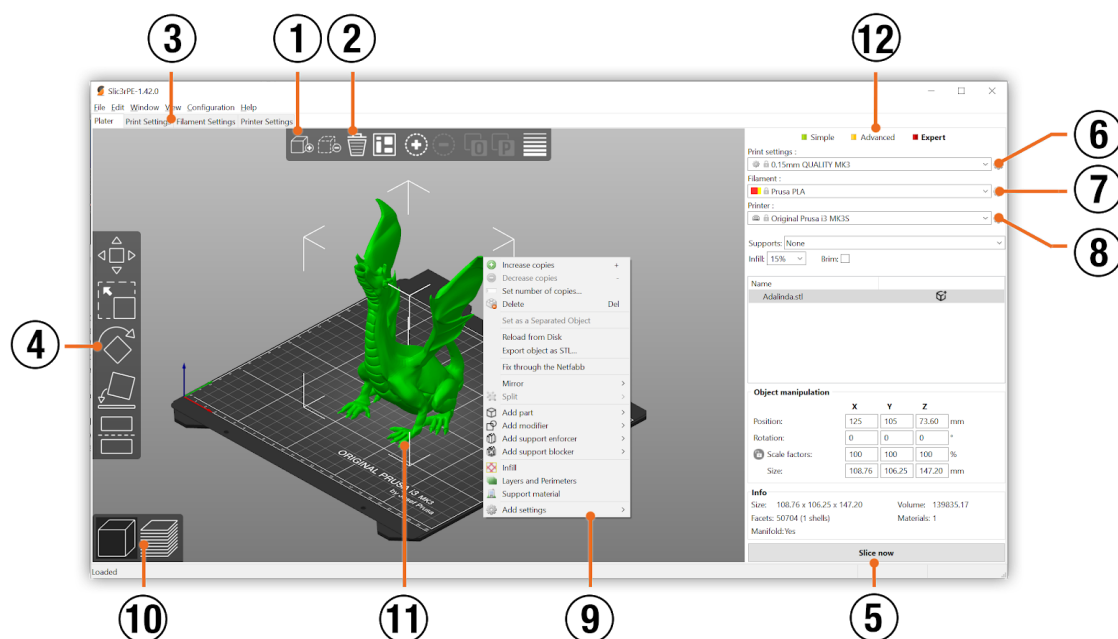 3
1
2
12
Slic3rPE-1.42.0
File Edit Window View Configuration Help
Plater Print Settings Filament Settings Printer Settings
Simple Advanced Expert
Print settings :
0.15mm QUALITY MK3
6
Filament :
Prusa PLA
7
Printer :
Original Prusa i3 MK3S
8
Supports: None
Infill: 15% Brim:
Name
Adalinda.stl
4
Increase copies +
Decrease copies -
Set number of copies...
Delete Del
Set as a Separated Object
Reload from Disk
Export object as STL...
Fix through the Netfabb
Mirror
Split
Add part
Add modifier
Add support enforcer
Add support blocker
Infill
Layers and Perimeters
Support material
Add settings
ORIGINAL PRUSA i3 MK3
by Josef Prusa
Object manipulation
X Y Z
Position: 125 105 73.60 mm
Rotation: 0 0 0 °
Scale factors: 100 100 100 %
Size: 108.76 106.25 147.20 mm
Info
Size: 108.76 x 106.25 x 147.20 Volume: 139835.17
Facets: 50704 (1 shells) Materials: 1
Manifold: Yes
Slice now
Loaded
10
11
9
5